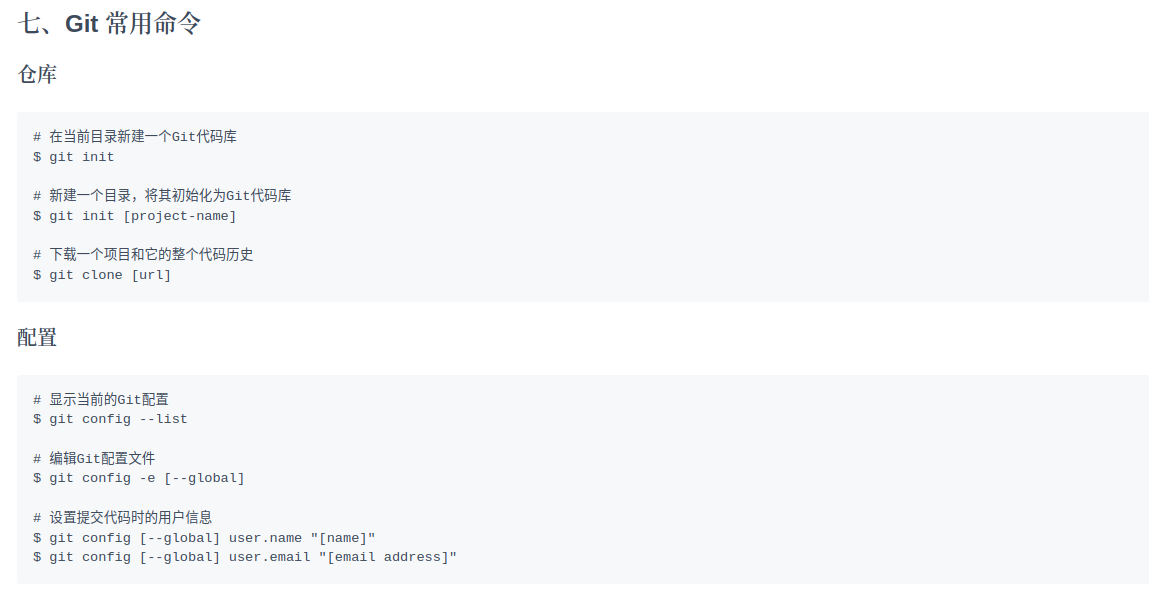 七、Git 常用命令
仓库
# 在当前目录新建一个Git代码库
$ git init
# 新建一个目录，将其初始化为Git代码库
$ git init [project-name]
# 下载一个项目和它的整个代码历史
$ git clone [url]
配置
# 显示当前的Git配置
$ git config --list
# 编辑Git配置文件
$ git config -e [--global]
# 设置提交代码时的用户信息
$ git config [--global] user.name "[name]"
$ git config [--global] user.email "[email address]"